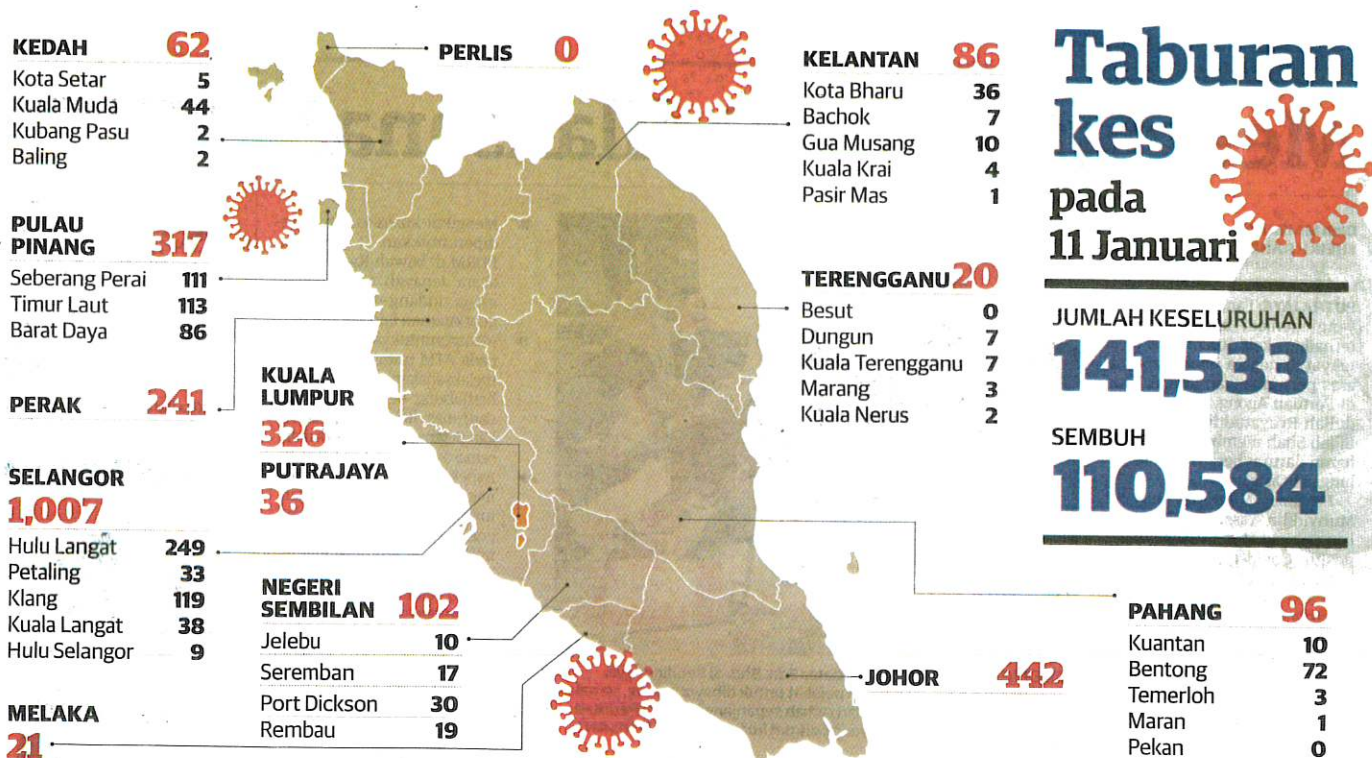 KEDAH 62
Kota Setar 5
Kuala Muda 44
Kubang Pasu 2
Baling 2
PULAU
PINANG 317
Seberang Perai 111
Timur Laut 113
Barat Daya 86
PERAK 241
SELANGOR
1,007
Hulu Langat 249
Petaling 33
Klang 119
Kuala Langat 38
Hulu Selangor 9
MELAKA
21
PERLIS 0
KUALA
LUMPUR
326
PUTRAJAYA
36
NEGERI
SEMBILAN 102
Jelebu 10
Seremban 17
Port Dickson 30
Rembau 19
KELANTAN 86
Kota Bharu 36
Bachok 7
Gua Musang 10
Kuala Krai 4
Pasir Mas 1
TERENGGANU 20
Besut 0
Dungun 7
Kuala Terengganu 7
Marang 3
Kuala Nerus 2
JOHOR 442
Taburan
kes
pada
11 Januari
JUMLAH KESELURUHAN
141,533
SEMBUH
110,584
PAHANG 96
Kuantan 10
Bentong 72
Temerloh 3
Maran 1
Pekan 0